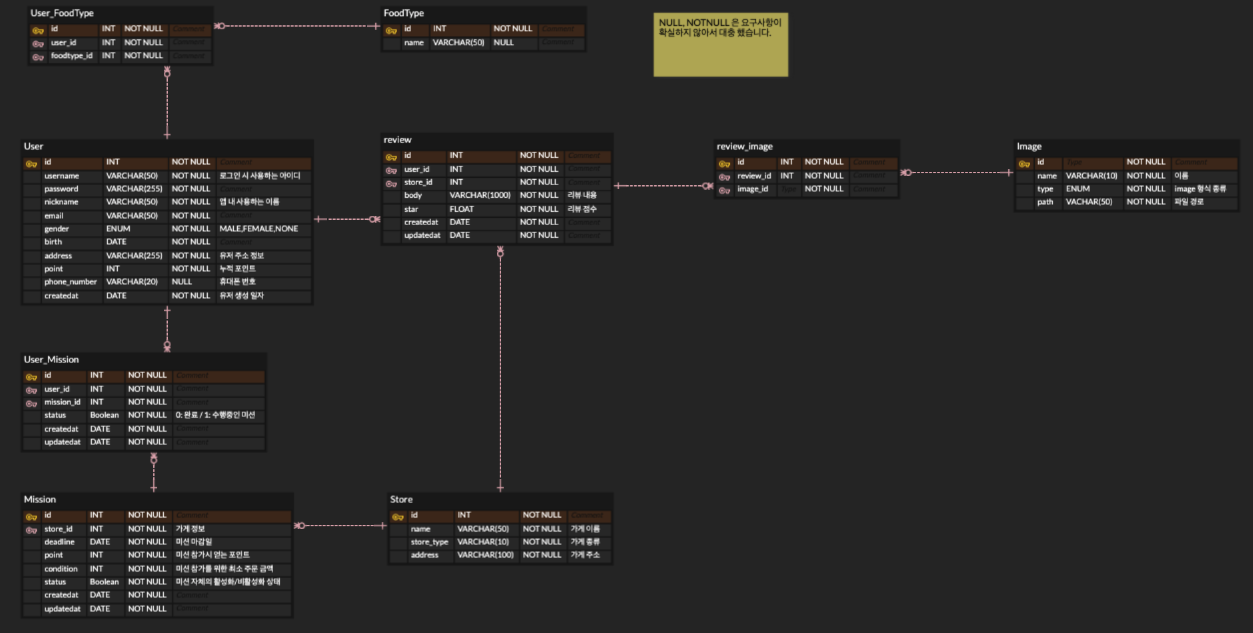 User_FoodType
id INT NOT NULL Comment
user_id INT NOT NULL Comment
foodtype_id INT NOT NULL Comment
FoodType
id INT NOT NULL Comment
name VARCHAR(50) NULL Comment
NULL, NOTNULL 은 요구사항이
확실하지 않아서 대충 했습니다.
User
id INT NOT NULL Comment
username VARCHAR(50) NOT NULL 로그인 시 사용하는 아이디
password VARCHAR(255) NOT NULL Comment
nickname VARCHAR(50) NOT NULL 앱 내 사용하는 이름
email VARCHAR(50) NOT NULL Comment
gender ENUM NOT NULL MALE,FEMALE,NONE
birth DATE NOT NULL Comment
address VARCHAR(255) NOT NULL 유저 주소 정보
point INT NOT NULL 누적 포인트
phone_number VARCHAR(20) NULL 휴대폰 번호
createdat DATE NOT NULL 유저 생성 일자
review
id INT NOT NULL Comment
user_id INT NOT NULL Comment
store_id INT NOT NULL Comment
body VARCHAR(1000) NOT NULL 리뷰 내용
star FLOAT NOT NULL 리뷰 점수
createdat DATE NOT NULL Comment
updatedat DATE NOT NULL Comment
review_image
id INT NOT NULL Comment
review_id INT NOT NULL Comment
image_id Type NOT NULL Comment
Image
id Type NOT NULL Comment
name VARCHAR(10) NOT NULL 이름
type ENUM NOT NULL image 형식 종류
path VACHAR(50) NOT NULL 파일 경로
User_Mission
id INT NOT NULL Comment
user_id INT NOT NULL Comment
mission_id INT NOT NULL Comment
status Boolean NOT NULL 0: 완료 / 1: 수행중인 미션
createdat DATE NOT NULL Comment
updatedat DATE NOT NULL Comment
Mission
id INT NOT NULL Comment
store_id INT NOT NULL 가게 정보
deadline DATE NOT NULL 미션 마감일
point INT NOT NULL 미션 참가시 얻는 포인트
condition INT NOT NULL 미션 참가를 위한 최소 주문 금액
status Boolean NOT NULL 미션 자체의 활성화/비활성화 상태
createdat DATE NOT NULL Comment
updatedat DATE NOT NULL Comment
Store
id INT NOT NULL Comment
name VARCHAR(50) NOT NULL 가게 이름
store_type VARCHAR(10) NOT NULL 가게 종류
address VARCHAR(100) NOT NULL 가게 주소